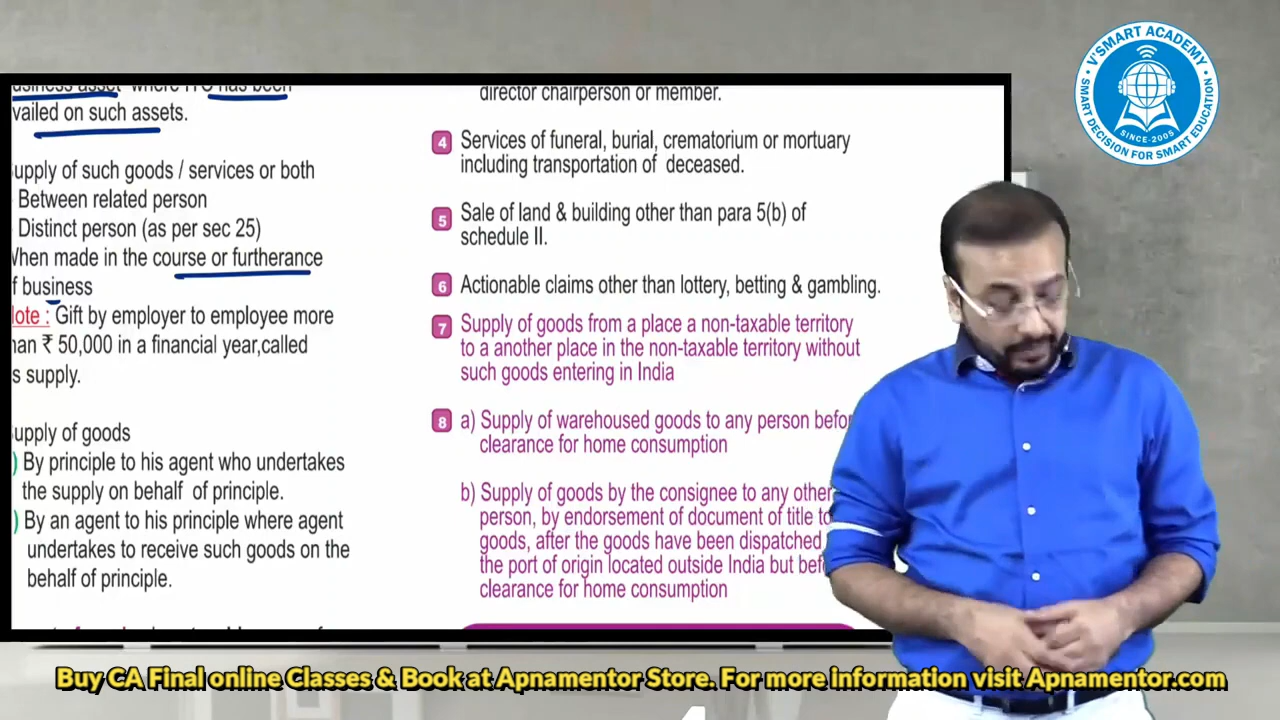 usiness asset where ITC has been
vailed on such assets.
upply of such goods / services or both
Between related person
Distinct person (as per sec 25)
When made in the course or furtherance
f business
lote : Gift by employer to employee more
han ₹ 50,000 in a financial year,called
s supply.
upply of goods
) By principle to his agent who undertakes
the supply on behalf of principle.
) By an agent to his principle where agent
undertakes to receive such goods on the
behalf of principle.
director chairperson or member.
4 Services of funeral, burial, crematorium or mortuary
including transportation of deceased.
5 Sale of land & building other than para 5(b) of
schedule II.
6 Actionable claims other than lottery, betting & gambling.
7 Supply of goods from a place a non-taxable territory
to a another place in the non-taxable territory without
such goods entering in India
8 a) Supply of warehoused goods to any person befor
clearance for home consumption
b) Supply of goods by the consignee to any other
person, by endorsement of document of title to
goods, after the goods have been dispatched
the port of origin located outside India but befo
clearance for home consumption
V'SMART ACADEMY
SINCE-2005
SMART DECISION FOR SMART EDUCATION
Buy CA Final online Classes & Book at Apnamentor Store. For more information visit Apnamentor.com